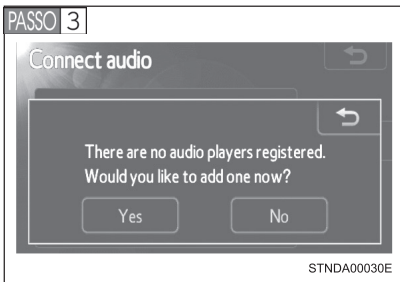 PASSO 3
Connect audio
There are no audio players registered.
Would you like to add one now?
Yes
No
STNDA00030E